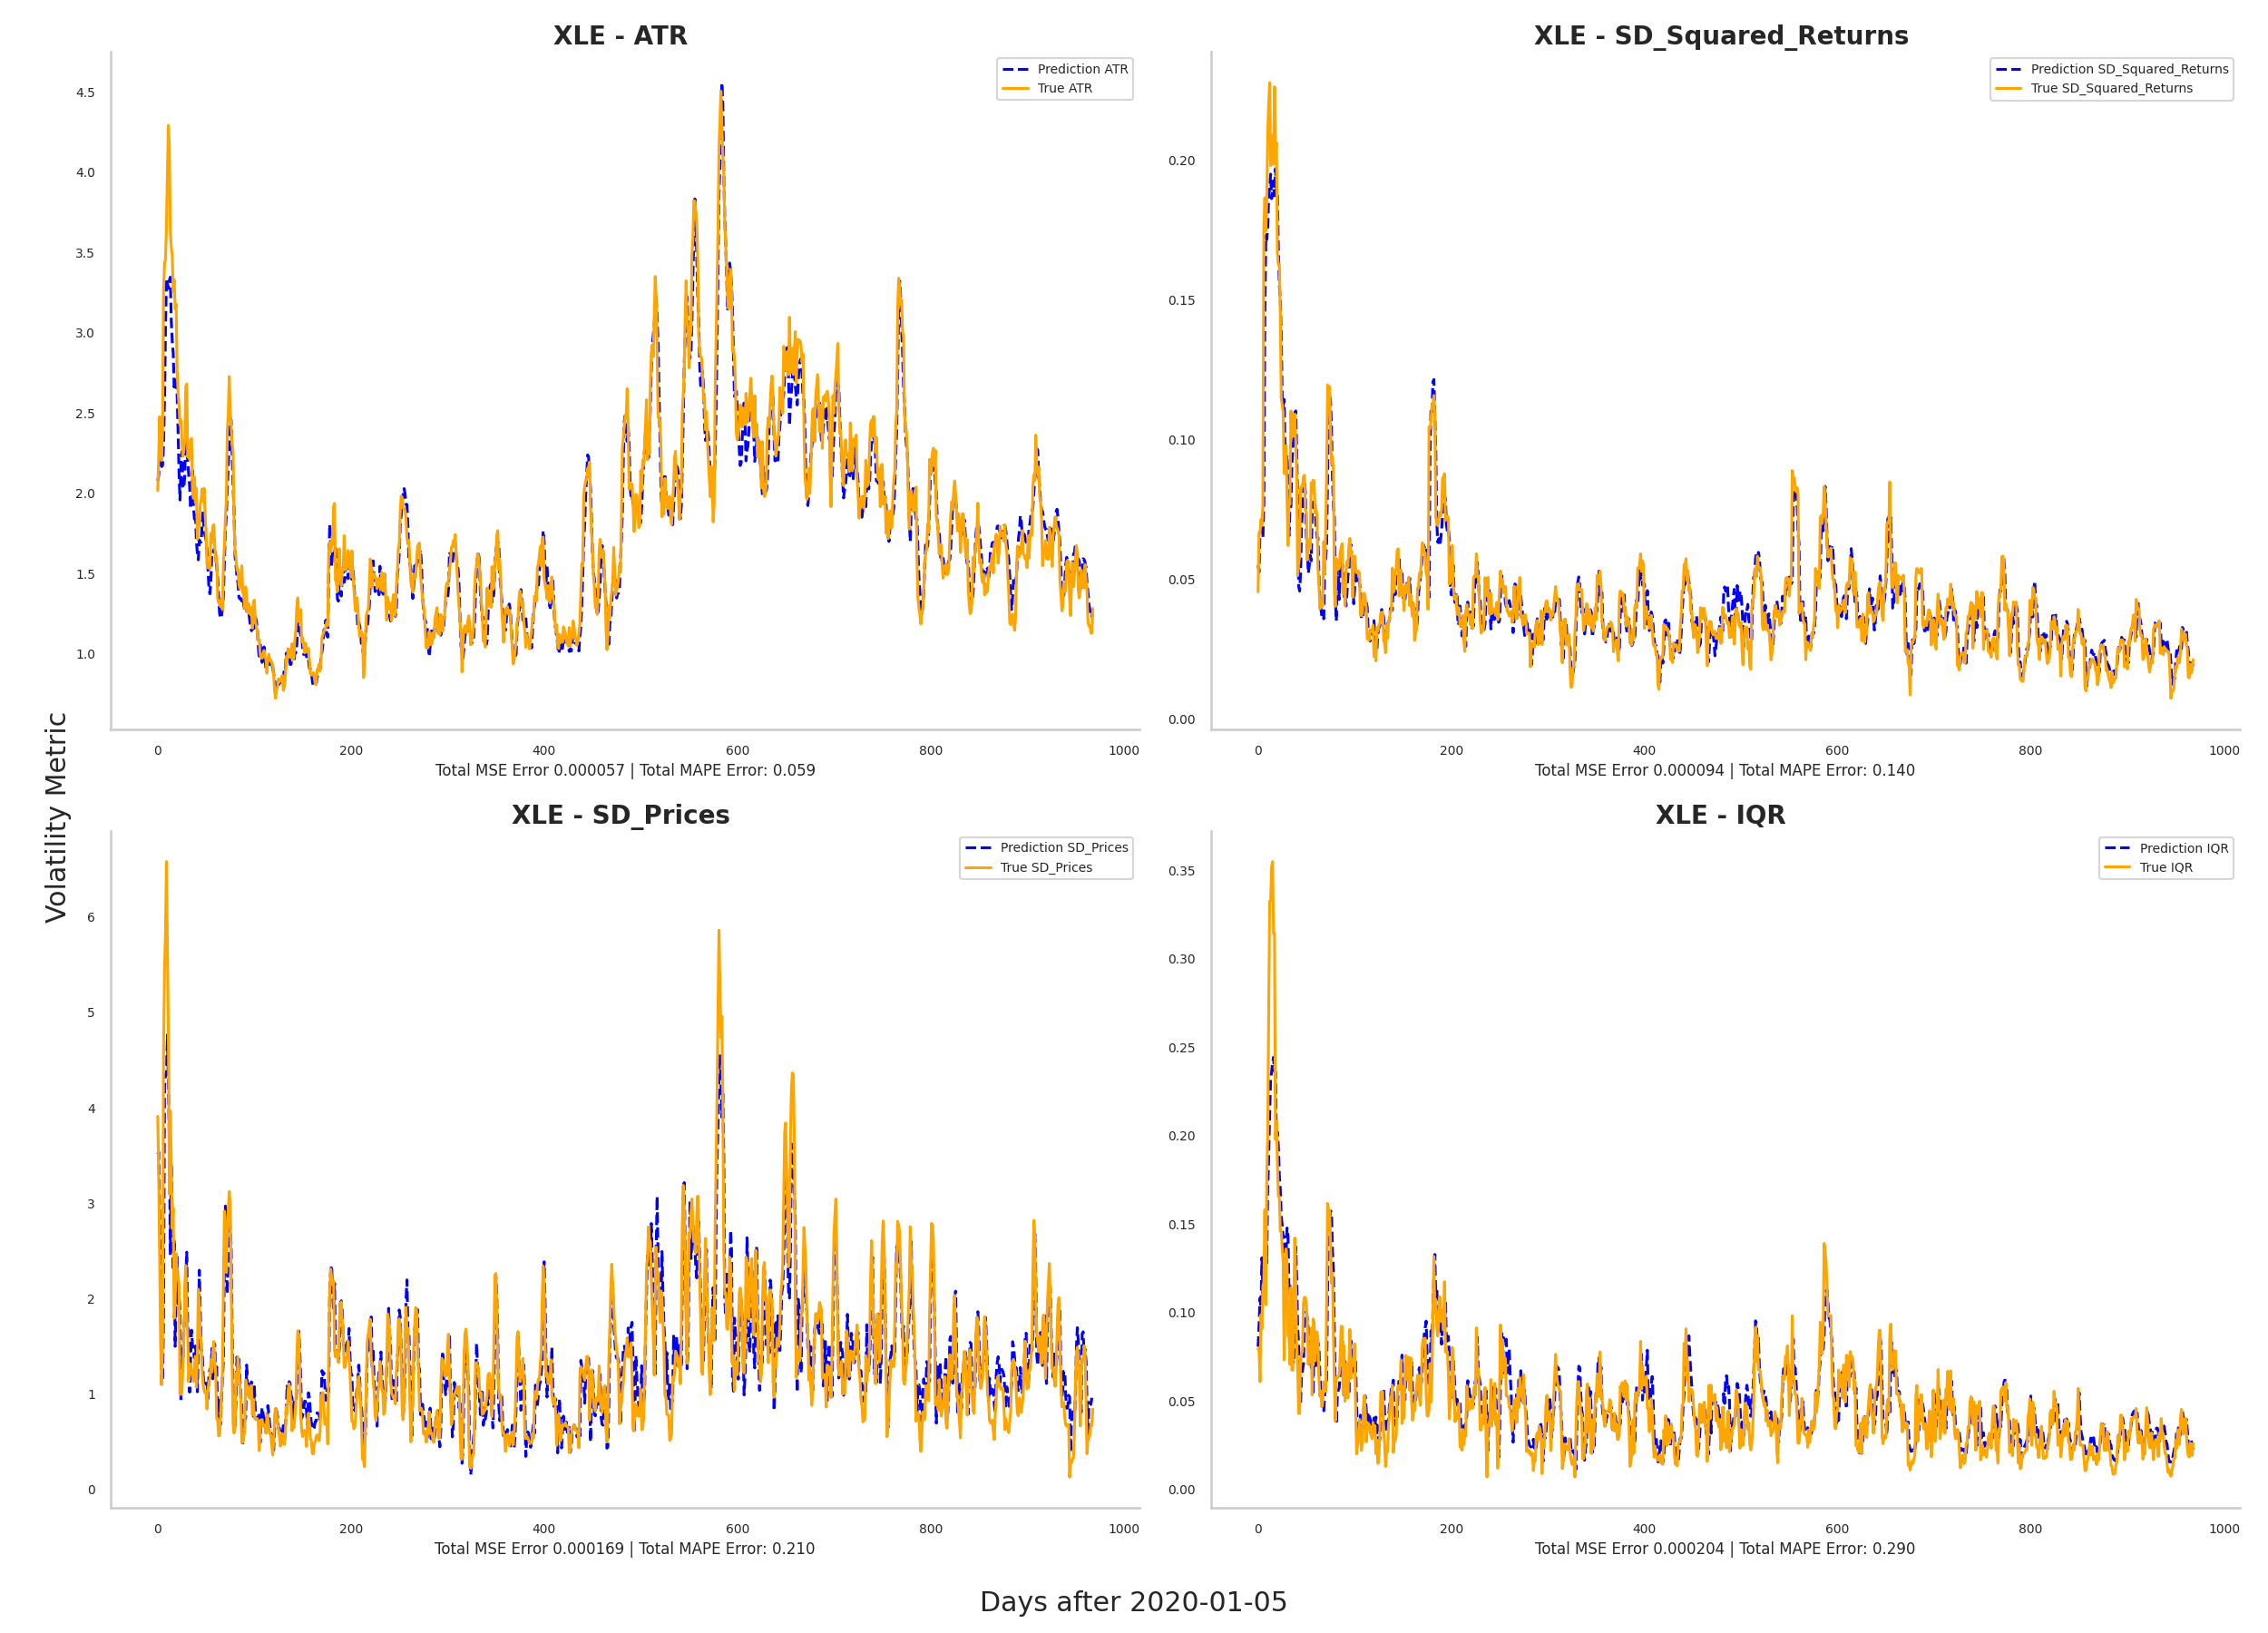 Volatility Metric
XLE - ATR
Prediction ATR
True ATR
4.5
4.0
3.5
3.0
2.5
2.0
1.5
1.0
0 200 400 600 800 1000
Total MSE Error 0.000057 | Total MAPE Error: 0.059
XLE - SD_Squared_Returns
Prediction SD_Squared_Returns
True SD_Squared_Returns
0.20
0.15
0.10
0.05
0.00
0 200 400 600 800 1000
Total MSE Error 0.000094 | Total MAPE Error: 0.140
XLE - SD_Prices
Prediction SD_Prices
True SD_Prices
6
5
4
3
2
1
0
0 200 400 600 800 1000
Total MSE Error 0.000169 | Total MAPE Error: 0.210
XLE - IQR
Prediction IQR
True IQR
0.35
0.30
0.25
0.20
0.15
0.10
0.05
0.00
0 200 400 600 800 1000
Total MSE Error 0.000204 | Total MAPE Error: 0.290
Days after 2020-01-05